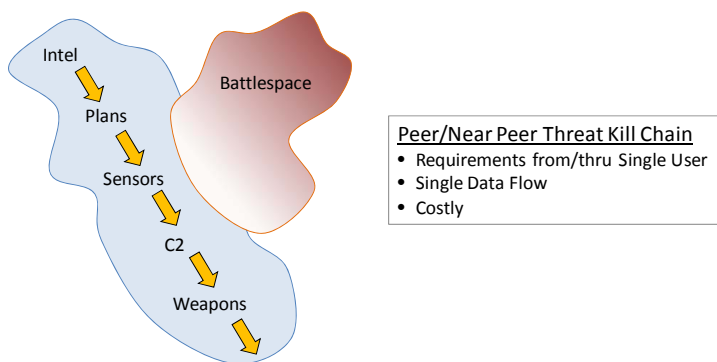 Intel
Plans
Sensors
C2
Weapons
Battlespace
Peer/Near Peer Threat Kill Chain
• Requirements from/thru Single User
• Single Data Flow
• Costly